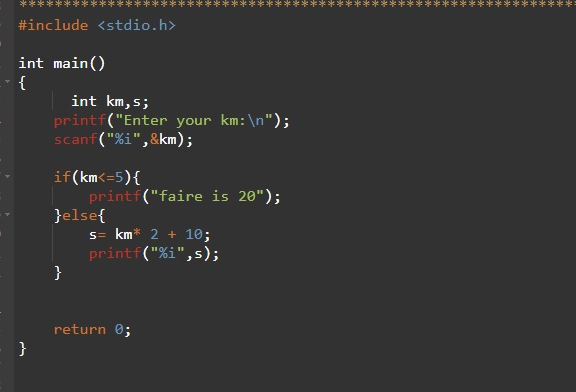 *****************************************************************
#include <stdio.h>
int main()
{
int km,s;
printf("Enter your km:\n");
scanf("%i",&km);
if(km<=5){
printf("faire is 20");
}else{
s= km* 2 + 10;
printf("%i",s);
}
return 0;
}